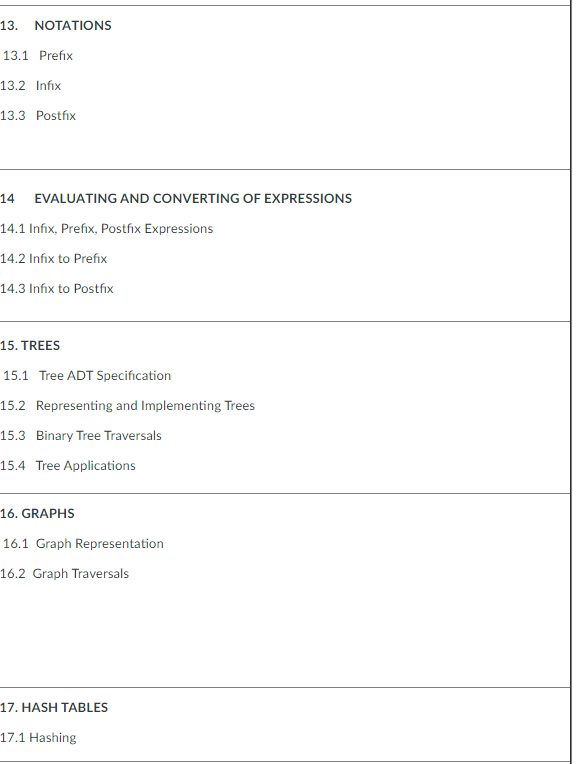 13. NOTATIONS
13.1 Prefix
13.2 Infix
13.3 Postfix
14 EVALUATING AND CONVERTING OF EXPRESSIONS
14.1 Infix, Prefix, Postfix Expressions
14.2 Infix to Prefix
14.3 Infix to Postfix
15. TREES
15.1 Tree ADT Specification
15.2 Representing and Implementing Trees
15.3 Binary Tree Traversals
15.4 Tree Applications
16. GRAPHS
16.1 Graph Representation
16.2 Graph Traversals
17. HASH TABLES
17.1 Hashing